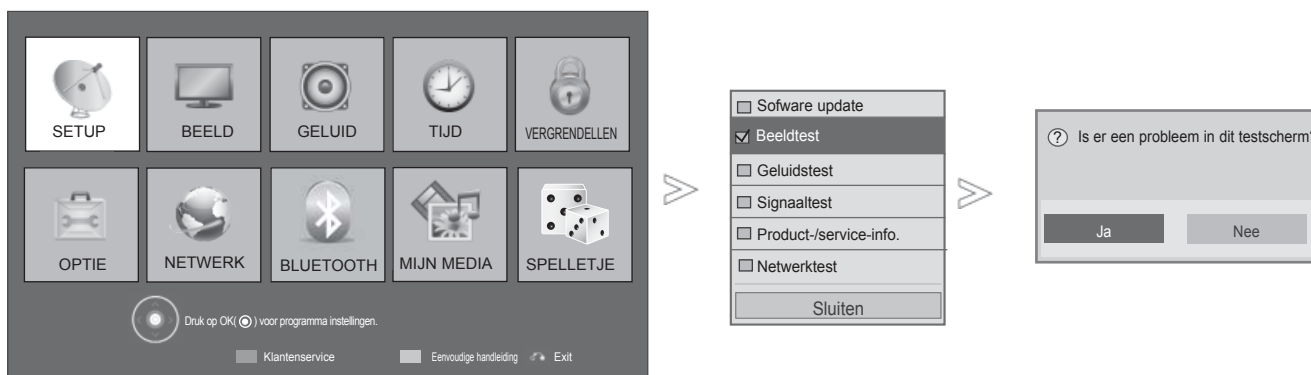 SETUP
BEELD
GELUID
TIJD
VERGRENDELLEN
OPTIE
NETWERK
BLUETOOTH
MIJN MEDIA
SPELLETJE
Druk op OK( ) voor programma instellingen.
Klantenservice
Eenvoudige handleiding
Exit
Sofware update
Beeldtest
Geluidstest
Signaaltest
Product-/service-info.
Netwerktest
Sluiten
? Is er een probleem in dit testscherm?
Ja
Nee